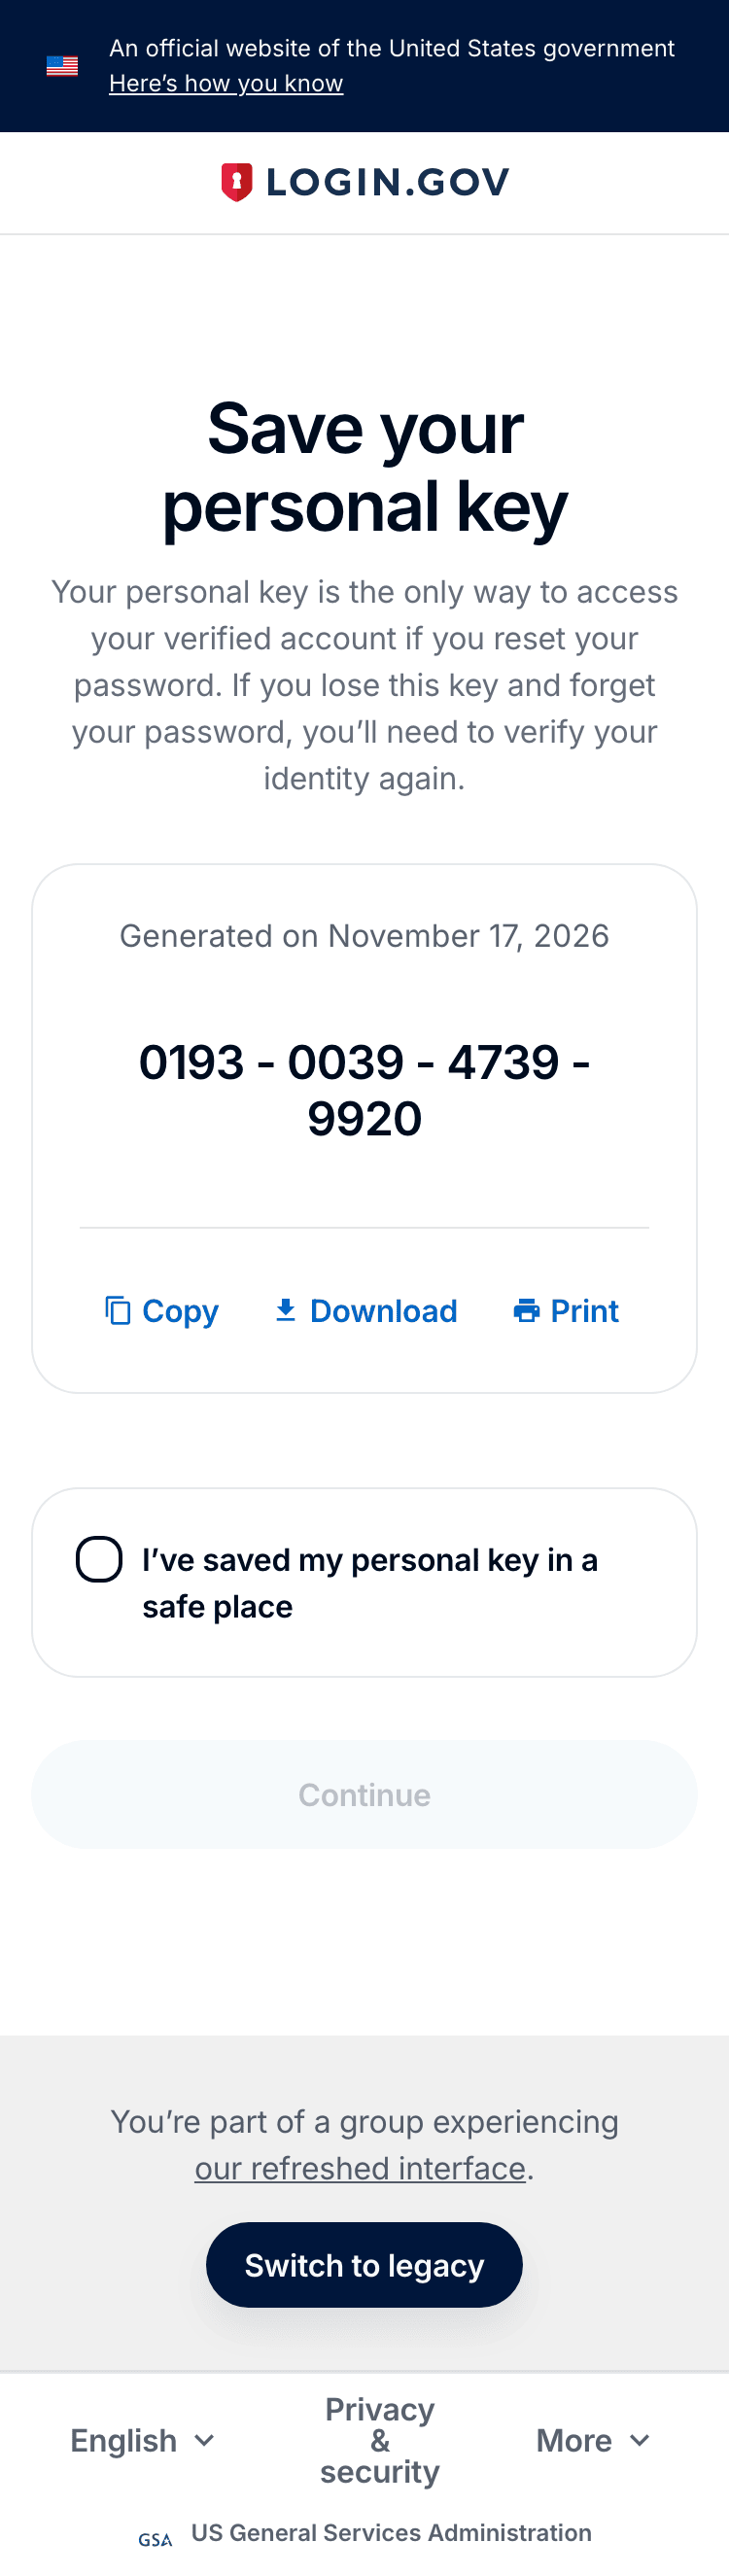 An official website of the United States government
Here’s how you know
LOGIN.GOV
Save your
personal key
Your personal key is the only way to access
your verified account if you reset your
password. If you lose this key and forget
your password, you’ll need to verify your
identity again.
Generated on November 17, 2026
0193 - 0039 - 4739 -
9920
Copy Download Print
I’ve saved my personal key in a
safe place
Continue
You’re part of a group experiencing
our refreshed interface.
Switch to legacy
English
Privacy
&
security
More
GSA US General Services Administration